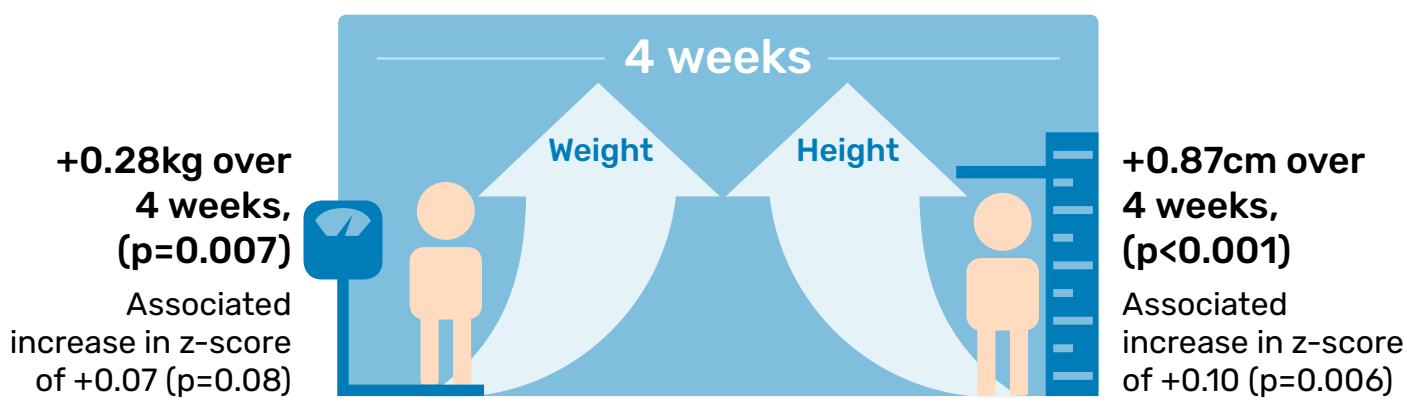 4 weeks
Weight
Height
+0.28kg over
4 weeks,
(p=0.007)
Associated
increase in z-score
of +0.07 (p=0.08)
+0.87cm over
4 weeks,
(p<0.001)
Associated
increase in z-score
of +0.10 (p=0.006)